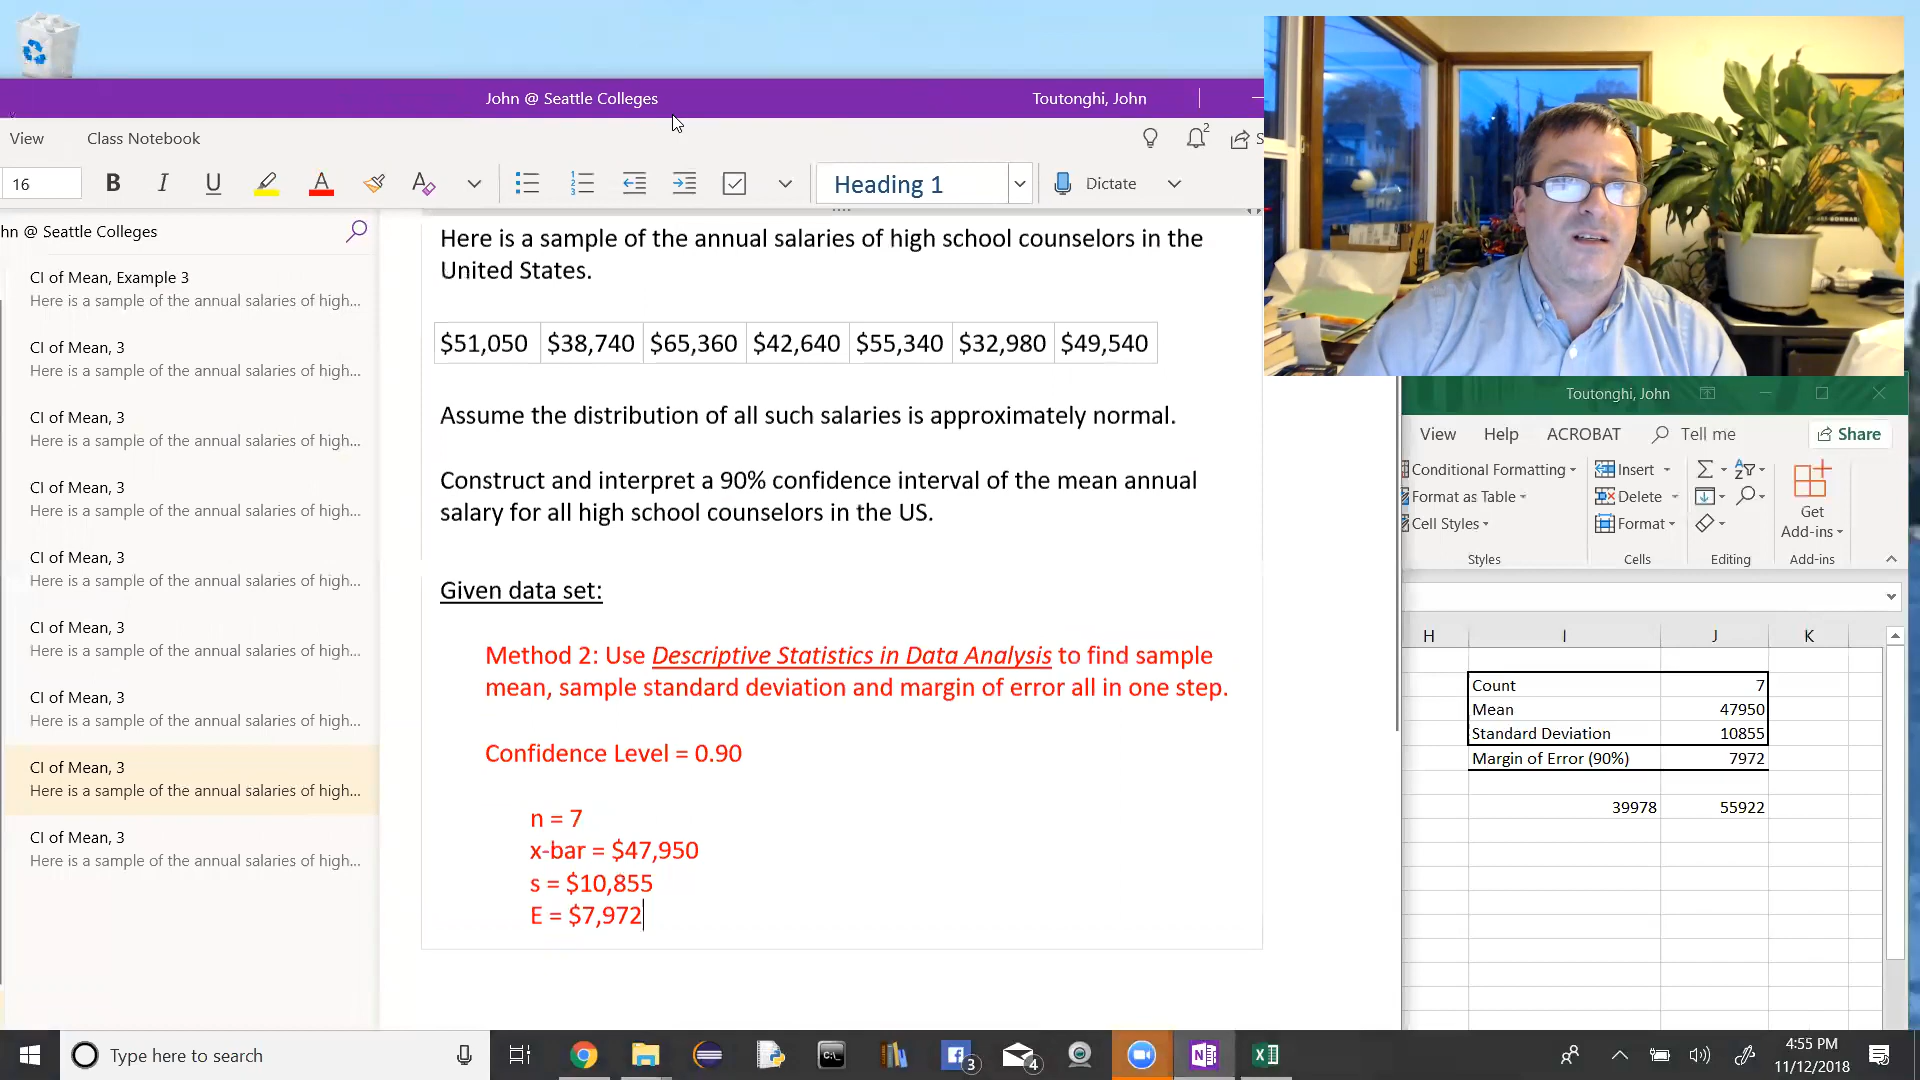 John @ Seattle Colleges
Toutonghi, John
View
Class Notebook
2
16
B
I
U
Heading 1
Dictate
hn @ Seattle Colleges
CI of Mean, Example 3
Here is a sample of the annual salaries of high...
CI of Mean, 3
Here is a sample of the annual salaries of high...
CI of Mean, 3
Here is a sample of the annual salaries of high...
CI of Mean, 3
Here is a sample of the annual salaries of high...
CI of Mean, 3
Here is a sample of the annual salaries of high...
CI of Mean, 3
Here is a sample of the annual salaries of high...
CI of Mean, 3
Here is a sample of the annual salaries of high...
CI of Mean, 3
Here is a sample of the annual salaries of high...
CI of Mean, 3
Here is a sample of the annual salaries of high...
Here is a sample of the annual salaries of high school counselors in the
United States.
$51,050 $38,740 $65,360 $42,640 $55,340 $32,980 $49,540
Assume the distribution of all such salaries is approximately normal.
Construct and interpret a 90% confidence interval of the mean annual
salary for all high school counselors in the US.
Given data set:
Method 2: Use Descriptive Statistics in Data Analysis to find sample
mean, sample standard deviation and margin of error all in one step.
Confidence Level = 0.90
n = 7
x-bar = $47,950
s = $10,855
E = $7,972
Toutonghi, John
View Help ACROBAT Tell me Share
Conditional Formatting
Format as Table
Cell Styles
Styles
Insert
Delete
Format
Cells
Editing
Get
Add-ins
Add-ins
H I J K
Count 7
Mean 47950
Standard Deviation 10855
Margin of Error (90%) 7972
39978 55922
Type here to search
3
4
4:55 PM
11/12/2018